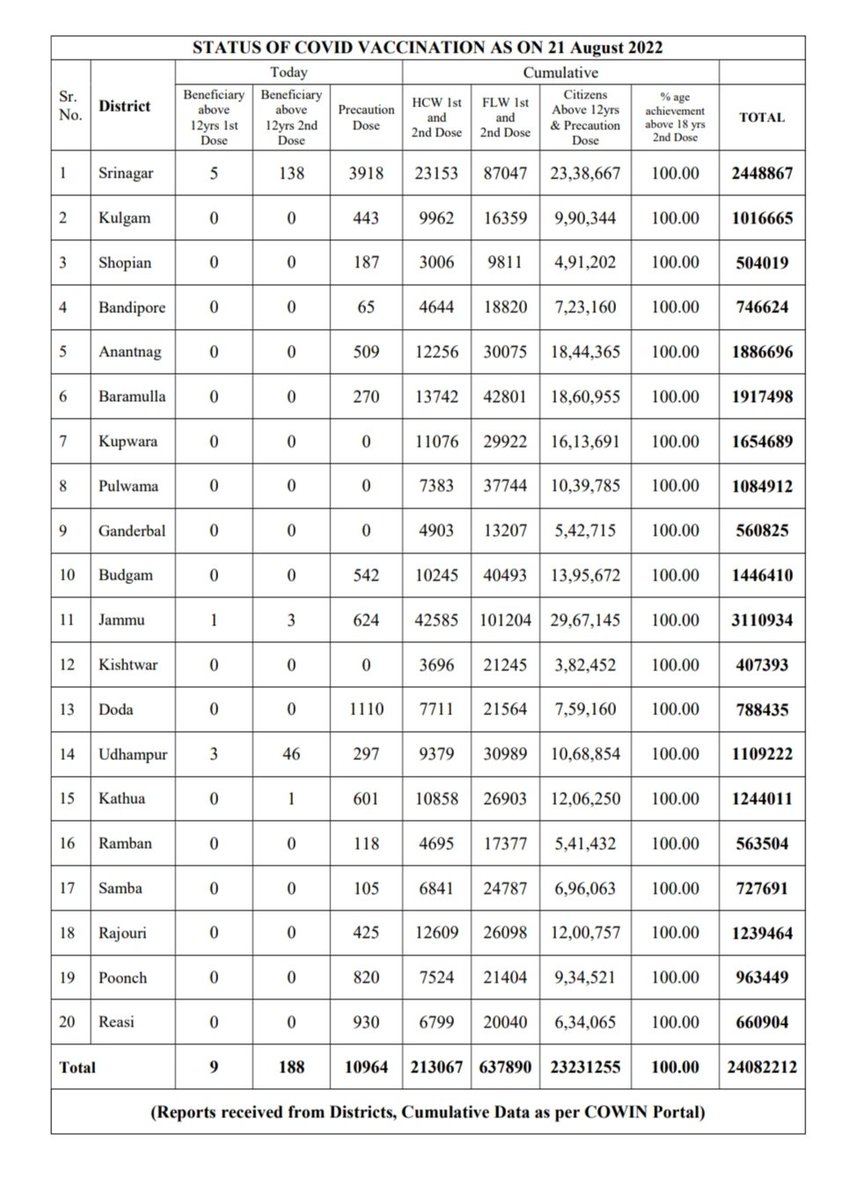 STATUS OF COVID VACCINATION AS ON 21 August 2022
Sr. No. District Today Cumulative
Beneficiary above 12yrs 1st Dose Beneficiary above 12yrs 2nd Dose Precaution Dose HCW 1st and 2nd Dose FLW 1st and 2nd Dose Citizens Above 12yrs & Precaution Dose % age achievement above 18 yrs 2nd Dose TOTAL
1 Srinagar 5 138 3918 23153 87047 23,38,667 100.00 2448867
2 Kulgam 0 0 443 9962 16359 9,90,344 100.00 1016665
3 Shopian 0 0 187 3006 9811 4,91,202 100.00 504019
4 Bandipore 0 0 65 4644 18820 7,23,160 100.00 746624
5 Anantnag 0 0 509 12256 30075 18,44,365 100.00 1886696
6 Baramulla 0 0 270 13742 42801 18,60,955 100.00 1917498
7 Kupwara 0 0 0 11076 29922 16,13,691 100.00 1654689
8 Pulwama 0 0 0 7383 37744 10,39,785 100.00 1084912
9 Ganderbal 0 0 0 4903 13207 5,42,715 100.00 560825
10 Budgam 0 0 542 10245 40493 13,95,672 100.00 1446410
11 Jammu 1 3 624 42585 101204 29,67,145 100.00 3110934
12 Kishtwar 0 0 0 3696 21245 3,82,452 100.00 407393
13 Doda 0 0 1110 7711 21564 7,59,160 100.00 788435
14 Udhampur 3 46 297 9379 30989 10,68,854 100.00 1109222
15 Kathua 0 1 601 10858 26903 12,06,250 100.00 1244011
16 Ramban 0 0 118 4695 17377 5,41,432 100.00 563504
17 Samba 0 0 105 6841 24787 6,96,063 100.00 727691
18 Rajouri 0 0 425 12609 26098 12,00,757 100.00 1239464
19 Poonch 0 0 820 7524 21404 9,34,521 100.00 963449
20 Reasi 0 0 930 6799 20040 6,34,065 100.00 660904
Total 9 188 10964 213067 637890 23231255 100.00 24082212
(Reports received from Districts, Cumulative Data as per COWIN Portal)